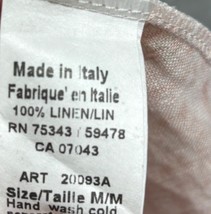 Made in Italy
Fabrique' en Italie
100% LINEN/LIN
RN 75343 / 59478
CA 07043
ART 20093A
Size/Taille M/M
Hand wash cold